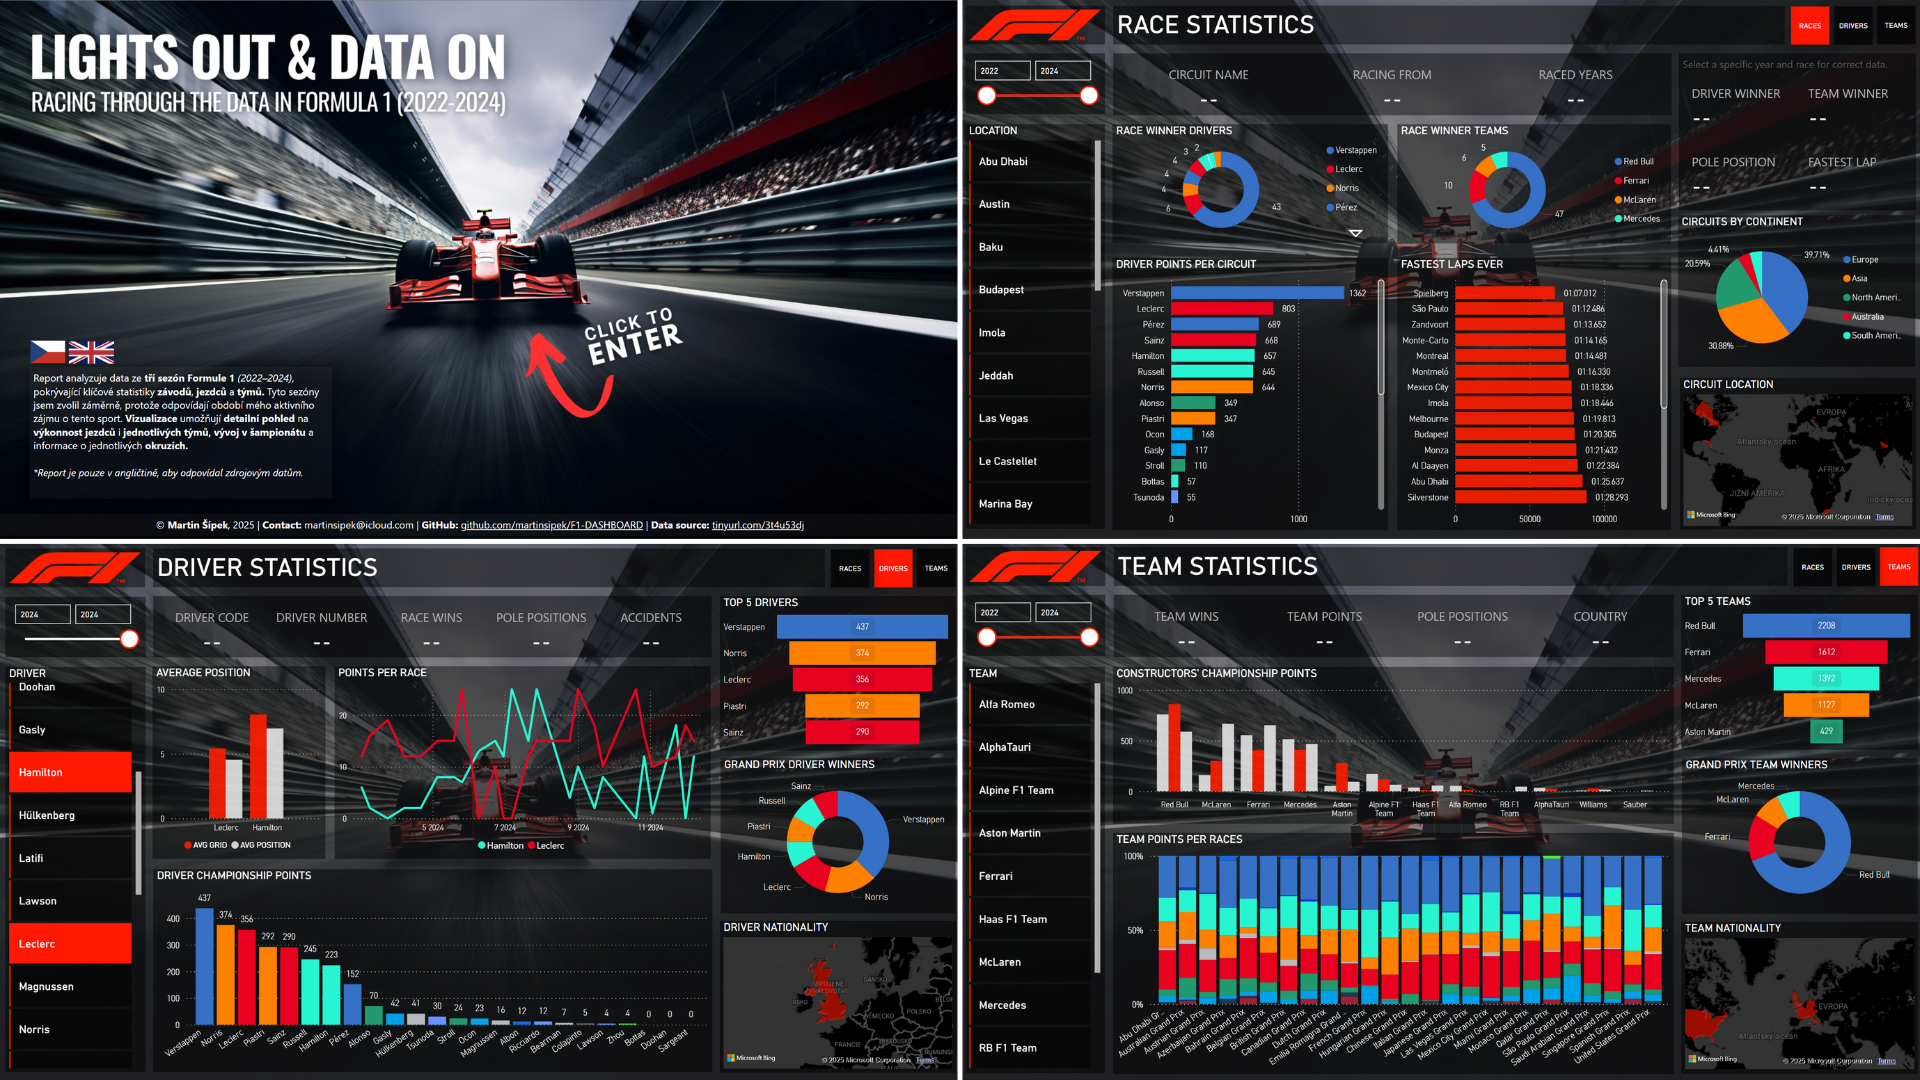 LIGHTS OUT & DATA ON
RACING THROUGH THE DATA IN FORMULA 1 (2022-2024)
CLICK TO
ENTER
Report analyzuje data ze tří sezón Formule 1 (2022–2024),
pokrývající klíčové statistiky závodů, jezdců a týmů. Tyto sezóny
jsem zvolil záměrně, protože odpovídají období mého aktivního
zájmu o tento sport. Vizualizace umožňují detailní pohled na
výkonnost jezdců i jednotlivých týmů, vývoj v šampionátu a
informace o jednotlivých okruzích.
*Report je pouze v angličtině, aby odpovídal zdrojovým datům.
© Martin Šípek, 2025 | Contact: martinsipek@icloud.com | GitHub: github.com/martinsipek/F1-DASHBOARD | Data source: tinyurl.com/3t4u53dj
RACE STATISTICS
RACES DRIVERS TEAMS
2022 2024
CIRCUIT NAME RACING FROM RACED YEARS
-- -- --
Select a specific year and race for correct data.
DRIVER WINNER TEAM WINNER
-- --
POLE POSITION FASTEST LAP
-- --
LOCATION
Abu Dhabi
Austin
Baku
Budapest
Imola
Jeddah
Las Vegas
Le Castellet
Marina Bay
RACE WINNER DRIVERS
2
3
4
4
4
6
43
Verstappen
Leclerc
Norris
Pérez
RACE WINNER TEAMS
5
6
10
47
Red Bull
Ferrari
McLaren
Mercedes
DRIVER POINTS PER CIRCUIT
Verstappen 1362
Leclerc 803
Pérez 689
Sainz 668
Hamilton 657
Russell 645
Norris 644
Alonso 349
Piastri 347
Ocon 168
Gasly 117
Stroll 110
Bottas 57
Tsunoda 55
0 1000
FASTEST LAPS EVER
Spielberg 01:07.012
São Paulo 01:12.486
Zandvoort 01:13.652
Monte-Carlo 01:14.165
Montreal 01:14.481
Montmeló 01:16.330
Mexico City 01:18.336
Imola 01:18.446
Melbourne 01:19.813
Budapest 01:20.305
Monza 01:21.432
Al Daayen 01:22.384
Abu Dhabi 01:25.637
Silverstone 01:28.293
0 50000 100000
CIRCUITS BY CONTINENT
4.41%
20.59%
39.71%
30.88%
Europe
Asia
North Ameri...
Australia
South Ameri...
CIRCUIT LOCATION
EVROPA
Atlantský oceán
AFRIKA
JIŽNÍ AMERIKA
Indický oceá
Microsoft Bing
© 2025 Microsoft Corporation Terms
DRIVER STATISTICS
RACES DRIVERS TEAMS
2024 2024
DRIVER CODE DRIVER NUMBER RACE WINS POLE POSITIONS ACCIDENTS
-- -- -- -- --
DRIVER
Doohan
Gasly
Hamilton
Hülkenberg
Latifi
Lawson
Leclerc
Magnussen
Norris
AVERAGE POSITION
10
5
0
Leclerc Hamilton
AVG GRID AVG POSITION
POINTS PER RACE
20
10
0
5 2024 7 2024 9 2024 11 2024
Hamilton Leclerc
DRIVER CHAMPIONSHIP POINTS
400
300
200
100
0
437 374 356 292 290 245 223 152 70 42 41 30 24 23 16 12 12 7 5 4 4 0 0 0
Verstappen Norris Leclerc Piastri Sainz Russell Hamilton Pérez Alonso Gasly Hülkenberg Tsunoda Stroll Ocon Magnussen Albon Ricciardo Bearman Colapinto Lawson Zhou Bottas Doohan Sargeant
TOP 5 DRIVERS
Verstappen 437
Norris 374
Leclerc 356
Piastri 292
Sainz 290
GRAND PRIX DRIVER WINNERS
Sainz
Russell
Piastri
Hamilton
Leclerc
Norris
Verstappen
DRIVER NATIONALITY
DÁNSKO
SPOJENÉ
KRÁLOVSTVÍ
IRSKO
POLSKO
NĚMECKO
FRANCIE
Microsoft Bing
© 2025 Microsoft Corporation Terms
TEAM STATISTICS
RACES DRIVERS TEAMS
2022 2024
TEAM WINS TEAM POINTS POLE POSITIONS COUNTRY
-- -- -- --
TEAM
Alfa Romeo
AlphaTauri
Alpine F1 Team
Aston Martin
Ferrari
Haas F1 Team
McLaren
Mercedes
RB F1 Team
CONSTRUCTORS' CHAMPIONSHIP POINTS
1000
500
0
Red Bull McLaren Ferrari Mercedes Aston Martin Alpine F1 Team Haas F1 Team Alfa Romeo RB F1 Team AlphaTauri Williams Sauber
TEAM POINTS PER RACES
100%
50%
0%
Abu Dhabi Gr... Australian Grand Prix Austrian Grand Prix Azerbaijan Grand Prix Bahrain Grand Prix Belgian Grand Prix British Grand Prix Canadian Grand Prix Dutch Grand Prix Emilia Romagna Grand ... French Grand Prix Hungarian Grand Prix Chinese Grand Prix Italian Grand Prix Japanese Grand Prix Las Vegas Grand Prix Mexico City Grand Prix Miami Grand Prix Monaco Grand Prix Qatar Grand Prix Saudi Arabian Grand Prix Singapore Grand Prix Spanish Grand Prix United States Grand Prix
TOP 5 TEAMS
Red Bull 2208
Ferrari 1612
Mercedes 1392
McLaren 1127
Aston Martin 429
GRAND PRIX TEAM WINNERS
Mercedes
McLaren
Ferrari
Red Bull
TEAM NATIONALITY
EVROPA
Atlantský oceán
Microsoft Bing
© 2025 Microsoft Corporation Terms